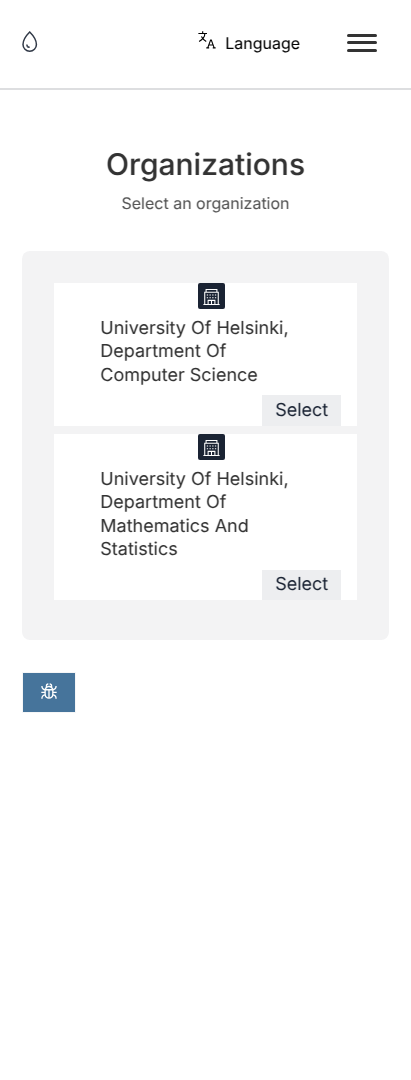 Language
Organizations
Select an organization
University Of Helsinki,
Department Of
Computer Science
Select
University Of Helsinki,
Department Of
Mathematics And
Statistics
Select